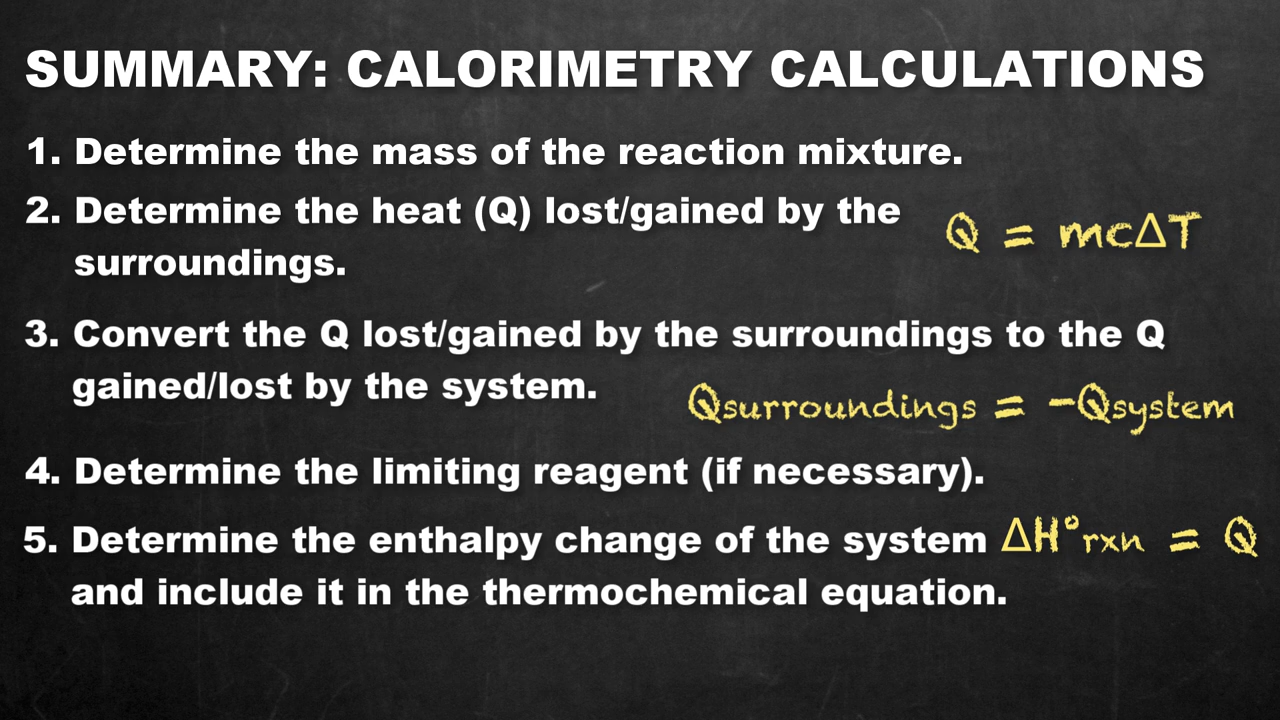 SUMMARY: CALORIMETRY CALCULATIONS
1. Determine the mass of the reaction mixture.
2. Determine the heat (Q) lost/gained by the
surroundings.
Q = mcΔT
3. Convert the Q lost/gained by the surroundings to the Q
gained/lost by the system.
Qsurroundings = -Qsystem
4. Determine the limiting reagent (if necessary).
5. Determine the enthalpy change of the system ΔH°rxn = Q
and include it in the thermochemical equation.